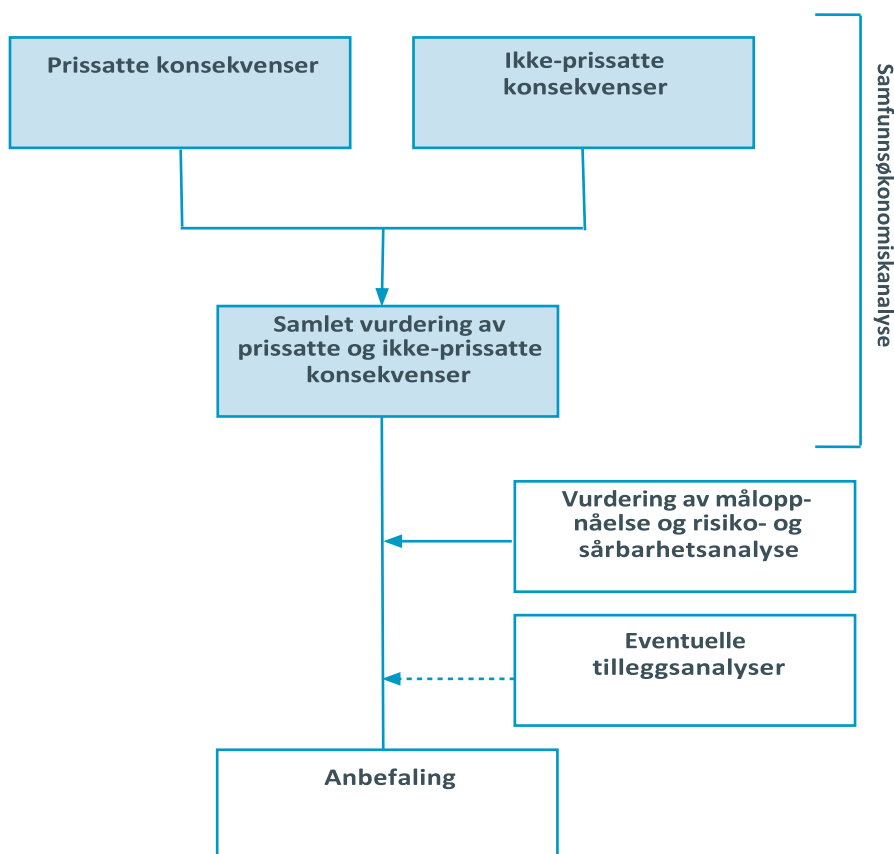 Prissatte konsekvenser
Ikke-prissatte
konsekvenser
Samfunnsøkonomiskanalyse
Samlet vurdering av
prissatte og ikke-prissatte
konsekvenser
Vurdering av målopp-
nåelse og risiko- og
sårbarhetsanalyse
Eventuelle
tilleggsanalyser
Anbefaling